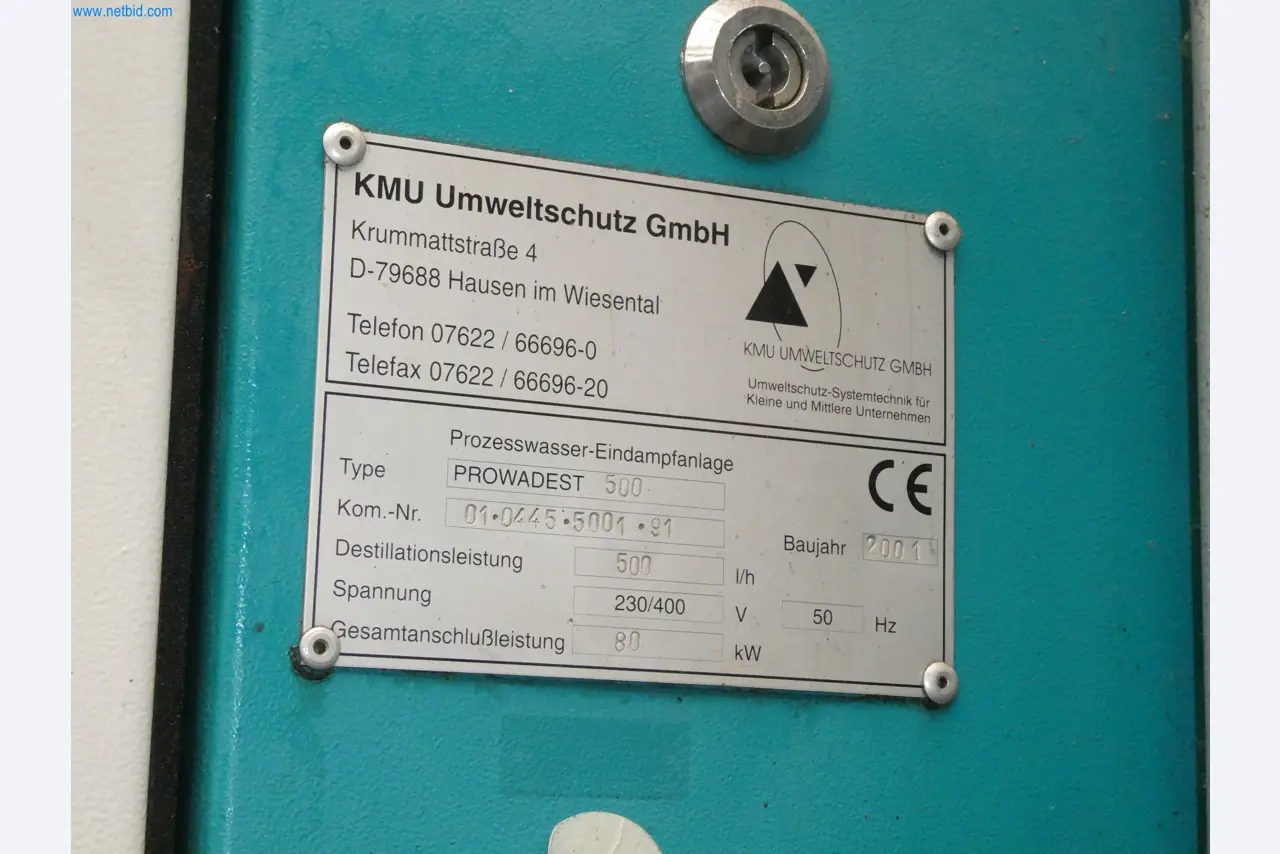 www.netbid.com
KMU Umweltschutz GmbH
Krummattstraße 4
D-79688 Hausen im Wiesental
Telefon 07622 / 66696-0
Telefax 07622 / 66696-20
KMU UMWELTSCHUTZ GMBH
Umweltschutz-Systemtechnik für
Kleine und Mittlere Unternehmen
Prozesswasser-Eindampfanlage
Type PROWADEST 500
CE
Kom.-Nr. 01•0445•5001•91
Baujahr 2001
Destillationsleistung 500 l/h
Spannung 230/400 V 50 Hz
Gesamtanschlußleistung 80 kW